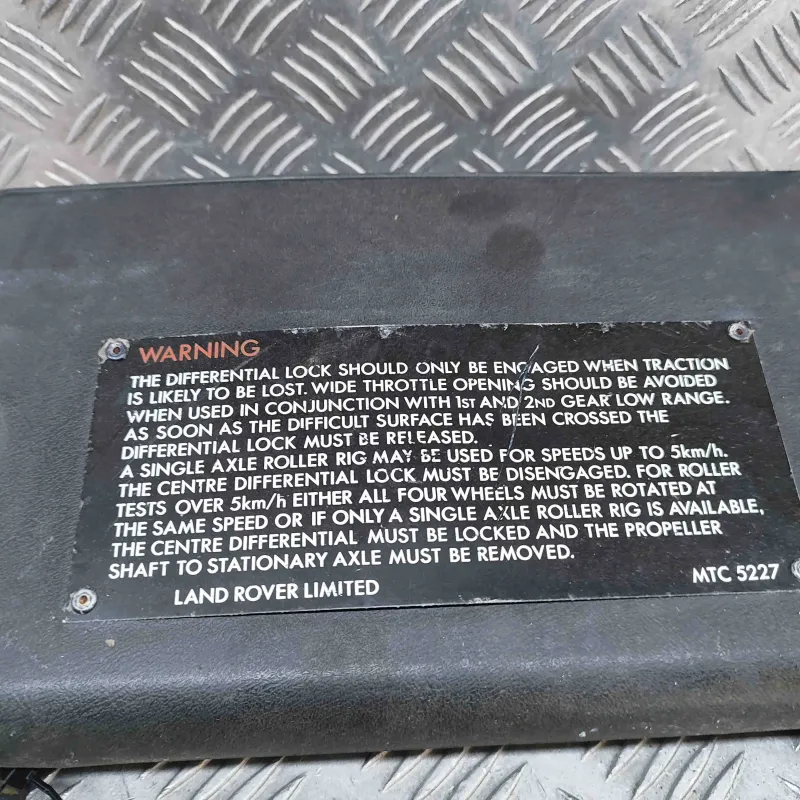 WARNING
THE DIFFERENTIAL LOCK SHOULD ONLY BE ENGAGED WHEN TRACTION
IS LIKELY TO BE LOST. WIDE THROTTLE OPENING SHOULD BE AVOIDED
WHEN USED IN CONJUNCTION WITH 1ST AND 2ND GEAR LOW RANGE.
AS SOON AS THE DIFFICULT SURFACE HAS BEEN CROSSED THE
DIFFERENTIAL LOCK MUST BE RELEASED.
A SINGLE AXLE ROLLER RIG MAY BE USED FOR SPEEDS UP TO 5km/h.
THE CENTRE DIFFERENTIAL LOCK MUST BE DISENGAGED. FOR ROLLER
TESTS OVER 5km/h EITHER ALL FOUR WHEELS MUST BE ROTATED AT
THE SAME SPEED OR IF ONLY A SINGLE AXLE ROLLER RIG IS AVAILABLE,
THE CENTRE DIFFERENTIAL MUST BE LOCKED AND THE PROPELLER
SHAFT TO STATIONARY AXLE MUST BE REMOVED.
LAND ROVER LIMITED
MTC 5227